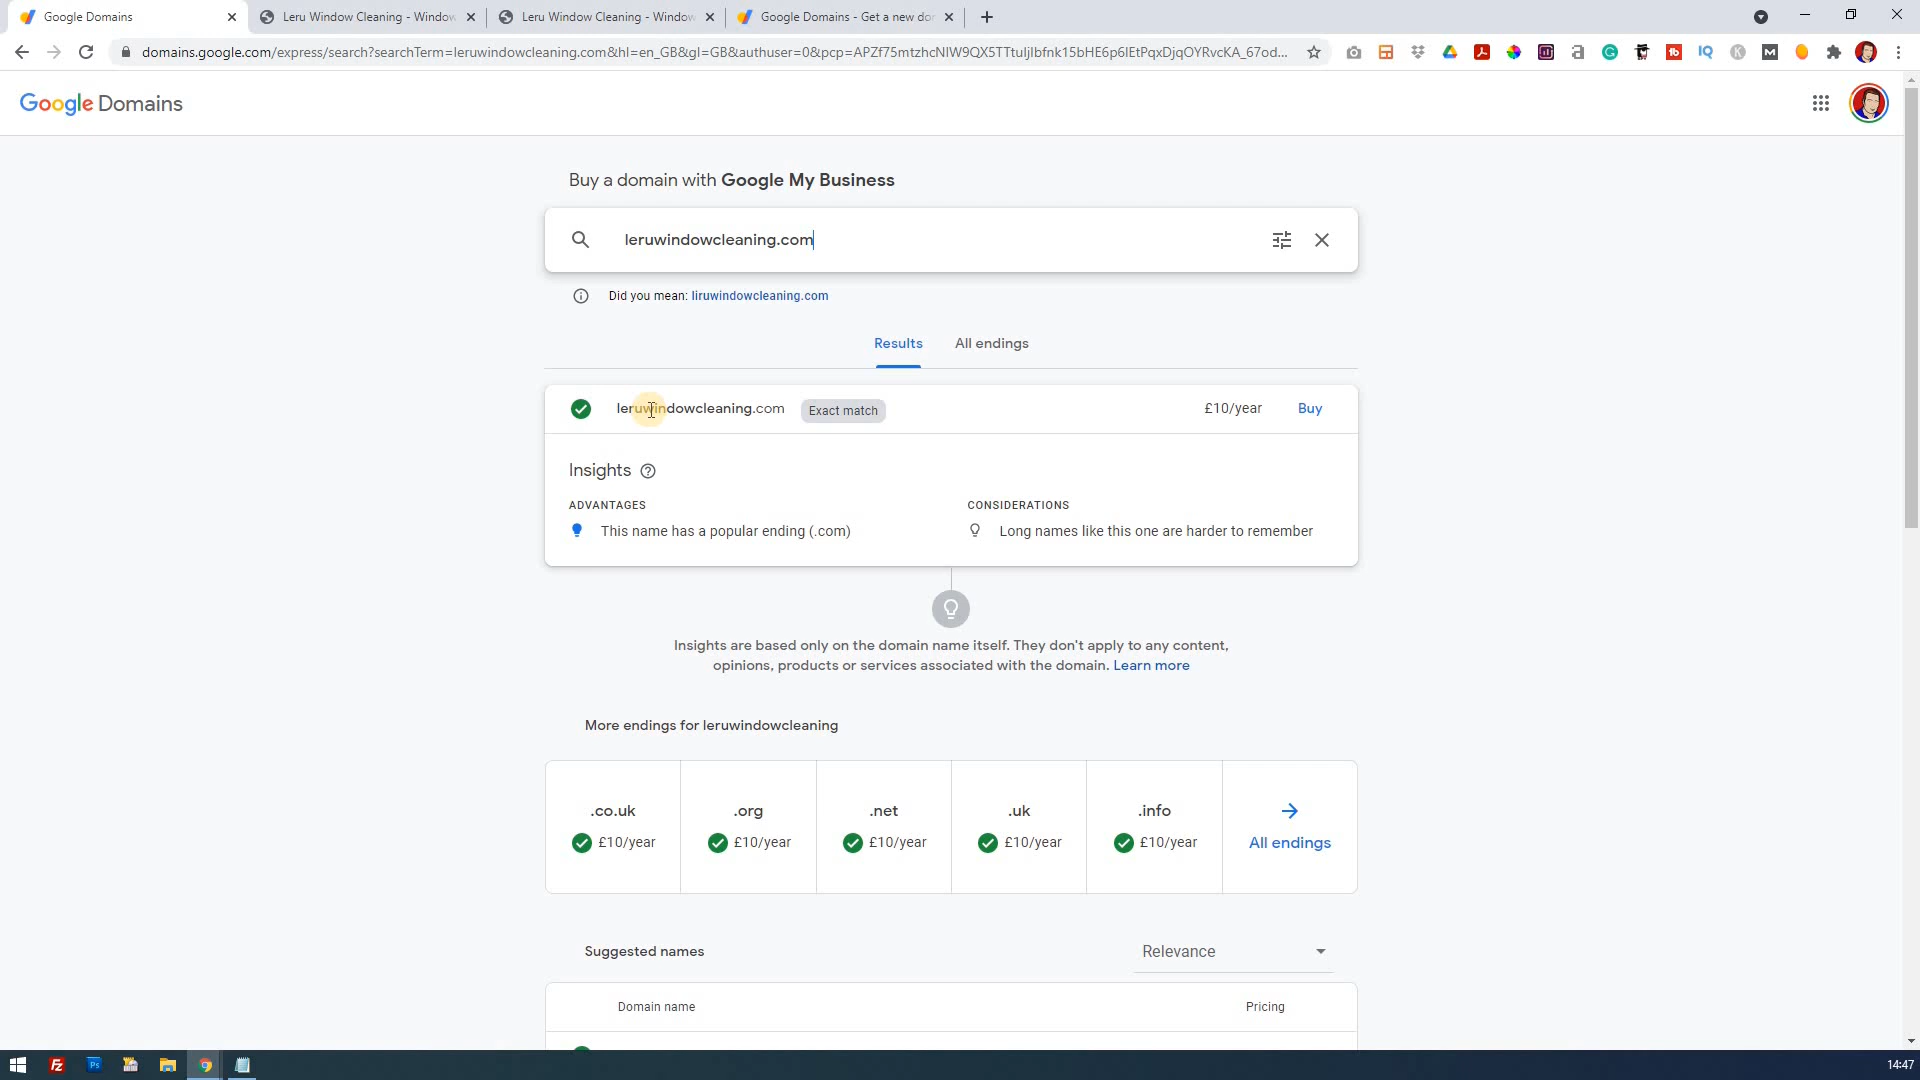 Google Domains
Leru Window Cleaning - Window
Leru Window Cleaning - Window
Google Domains - Get a new dor
domains.google.com/express/search?searchTerm=leruwindowcleaning.com&hl=en_GB&gl=GB&authuser=0&pcp=APZf75mtzhcNlW9QX5TTtuIjlbfnk15bHE6p6lEtPqxDjqOYRvcKA_67od...
Google Domains
Buy a domain with Google My Business
leruwindowcleaning.com
Did you mean: liruwindowcleaning.com
Results
All endings
leruwindowcleaning.com
Exact match
£10/year
Buy
Insights
ADVANTAGES
CONSIDERATIONS
This name has a popular ending (.com)
Long names like this one are harder to remember
Insights are based only on the domain name itself. They don't apply to any content,
opinions, products or services associated with the domain. Learn more
More endings for leruwindowcleaning
.co.uk
.org
.net
.uk
.info
£10/year
£10/year
£10/year
£10/year
£10/year
All endings
Suggested names
Relevance
Domain name
Pricing
14:47